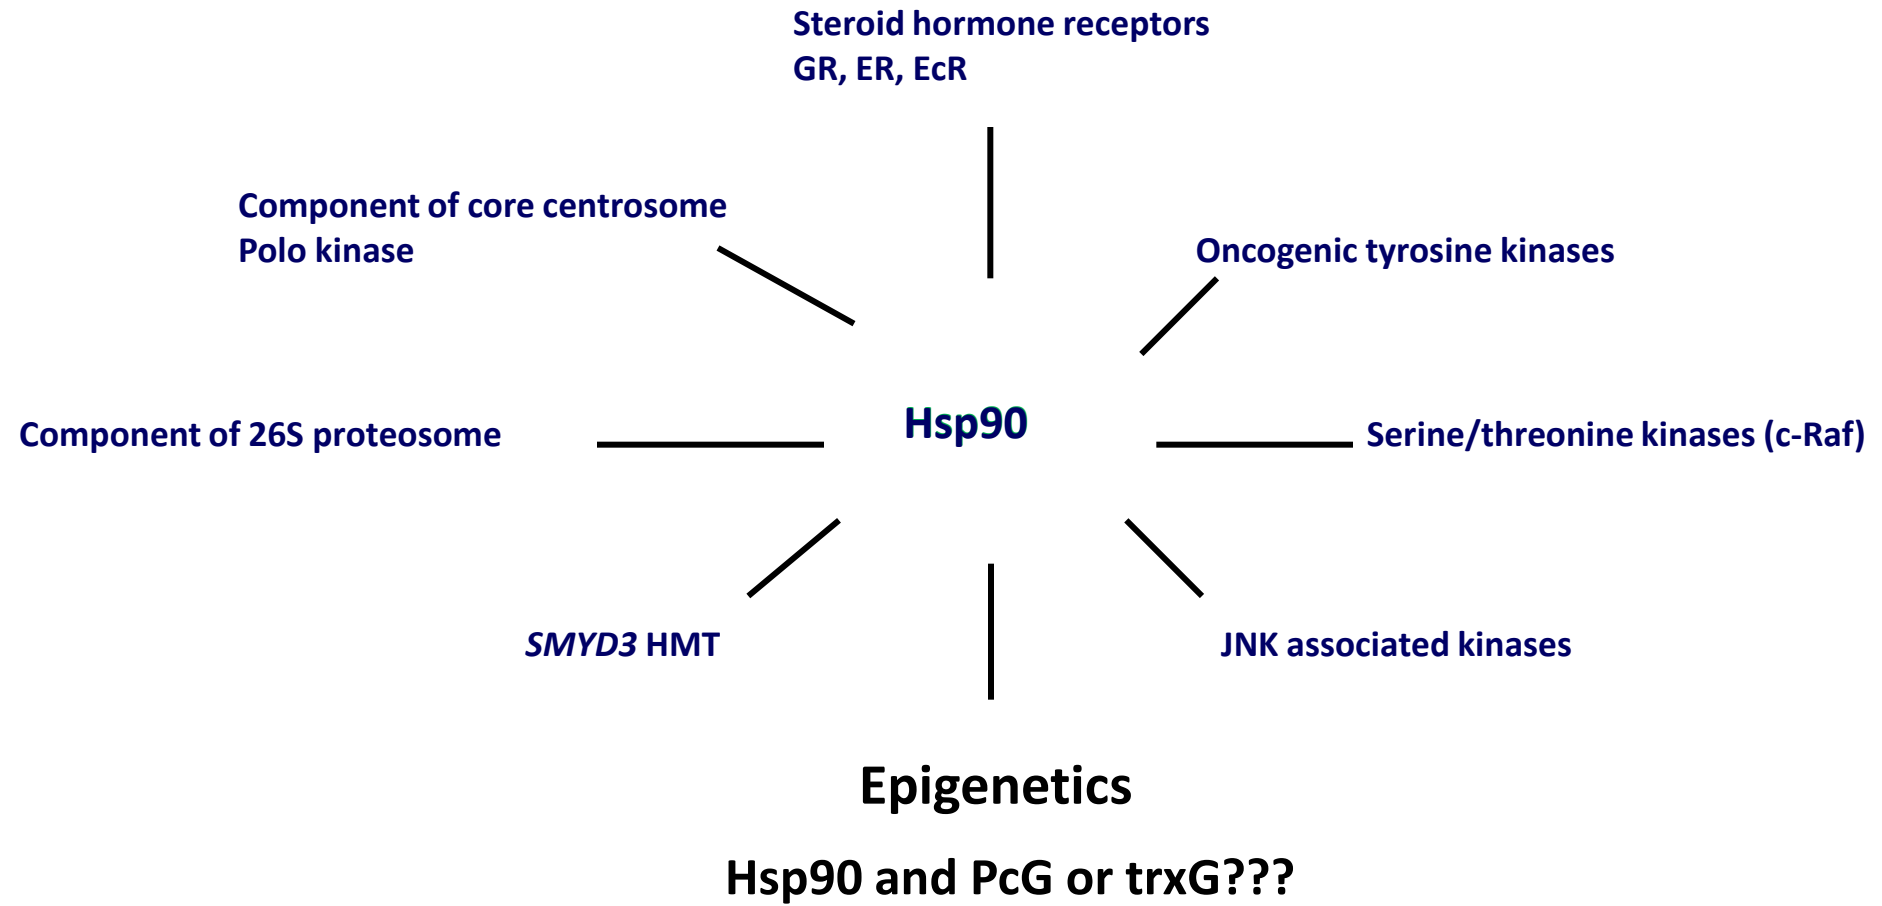 Steroid hormone receptors
GR, ER, EcR
Component of core centrosome
Polo kinase
Oncogenic tyrosine kinases
Hsp90
Component of 26S proteosome
Serine/threonine kinases (c-Raf)
SMYD3 HMT
JNK associated kinases
Epigenetics
Hsp90 and PcG or trxG???